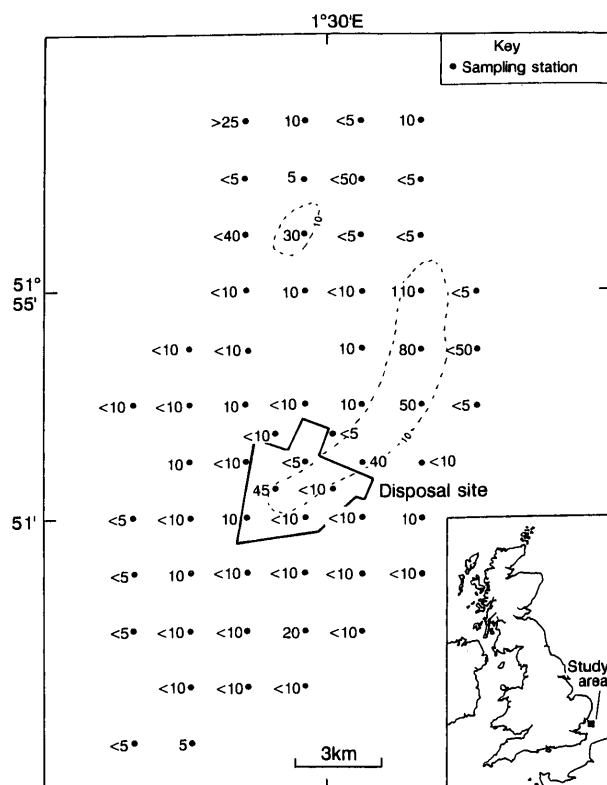 1°30'E
Key
• Sampling station
>25 10 <5 10
<5 5 <50 <5
<40 30 10 <5 <5
51°
55'
<10 10 <10 110 <5
<10 <10 10 80 <50
<10 <10 10 <10 10 50 <5
<10 <5 10
10 <10 <5 40 <10
45 <10 Disposal site
51'
<5 <10 10 <10 <10 10
<5 10 <10 <10 <10 <10
<5 <10 <10 20 <10
<10 <10 <10
<5 5
3km
Study
area